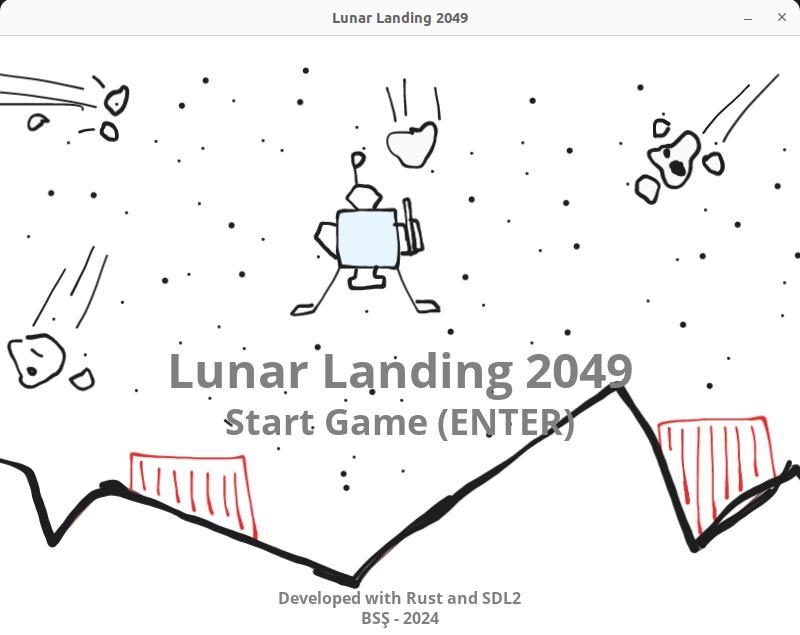 Lunar Landing 2049
Lunar Landing 2049
Start Game (ENTER)
Developed with Rust and SDL2
BSŞ - 2024